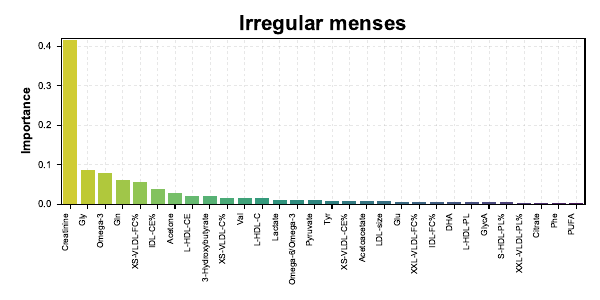 Irregular menses
Importance
0.4
0.3
0.2
0.1
0.0
Creatinine
Gly
Omega-3
Gln
XS-VLDL-FC%
IDL-CE%
Acetone
L-HDL-CE
3-Hydroxybutyrate
XS-VLDL-C%
Val
L-HDL-C
Lactate
Omega-6/Omega-3
Pyruvate
Tyr
XS-VLDL-CE%
Acetoacetate
LDL-size
Glu
XXL-VLDL-FC%
IDL-FC%
DHA
L-HDL-PL
GlycA
S-HDL-PL%
XXL-VLDL-PL%
Citrate
Phe
PUFA